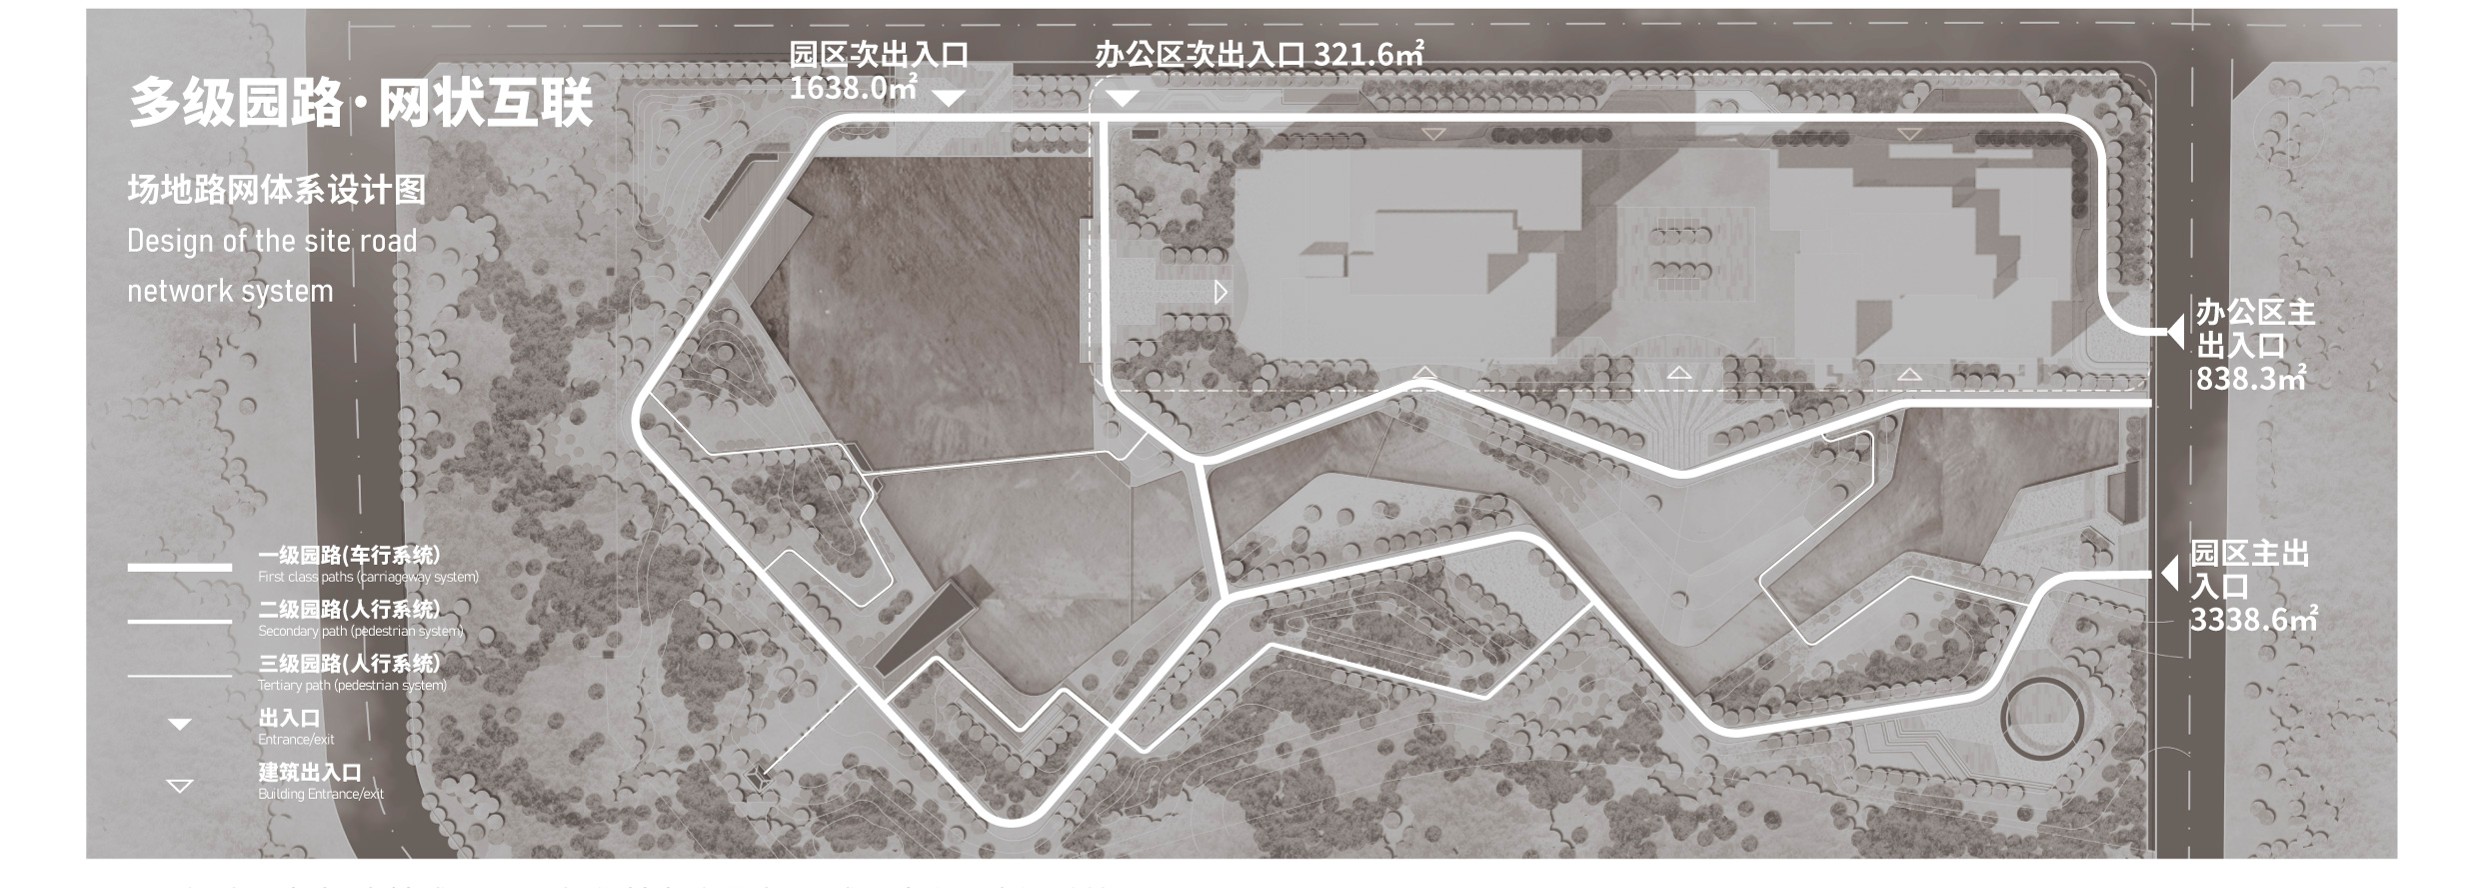 多级园路·网状互联
场地路网体系设计图
Design of the site road
network system
园区次出入口
1638.0㎡
办公区次出入口 321.6㎡
办公区主
出入口
838.3㎡
园区主出
入口
3338.6㎡
一级园路(车行系统)
First class paths (carriageway system)
二级园路(人行系统)
Secondary path (pedestrian system)
三级园路(人行系统)
Tertiary path (pedestrian system)
出入口
Entrance/exit
建筑出入口
Building Entrance/exit